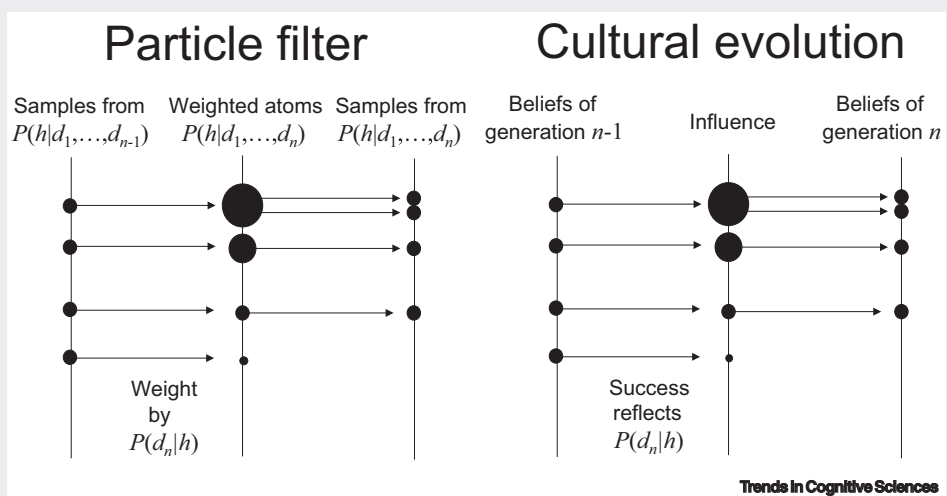 Particle filter
Samples from
P(h|d₁,…,dₙ₋₁)
Weighted atoms
P(h|d₁,…,dₙ)
Samples from
P(h|d₁,…,dₙ)
Weight
by
P(dₙ|h)
Cultural evolution
Beliefs of
generation n-1
Influence
Beliefs of
generation n
Success
reflects
P(dₙ|h)
Trends in Cognitive Sciences